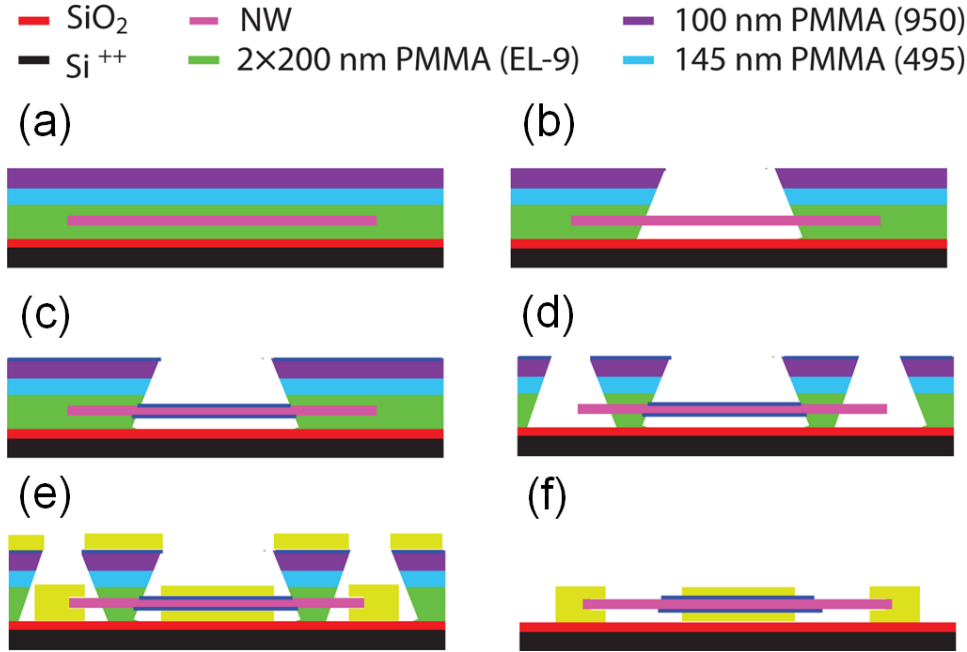 SiO₂ NW 100 nm PMMA (950)
Si ++ 2×200 nm PMMA (EL-9) 145 nm PMMA (495)
(a) (b)
(c) (d)
(e) (f)